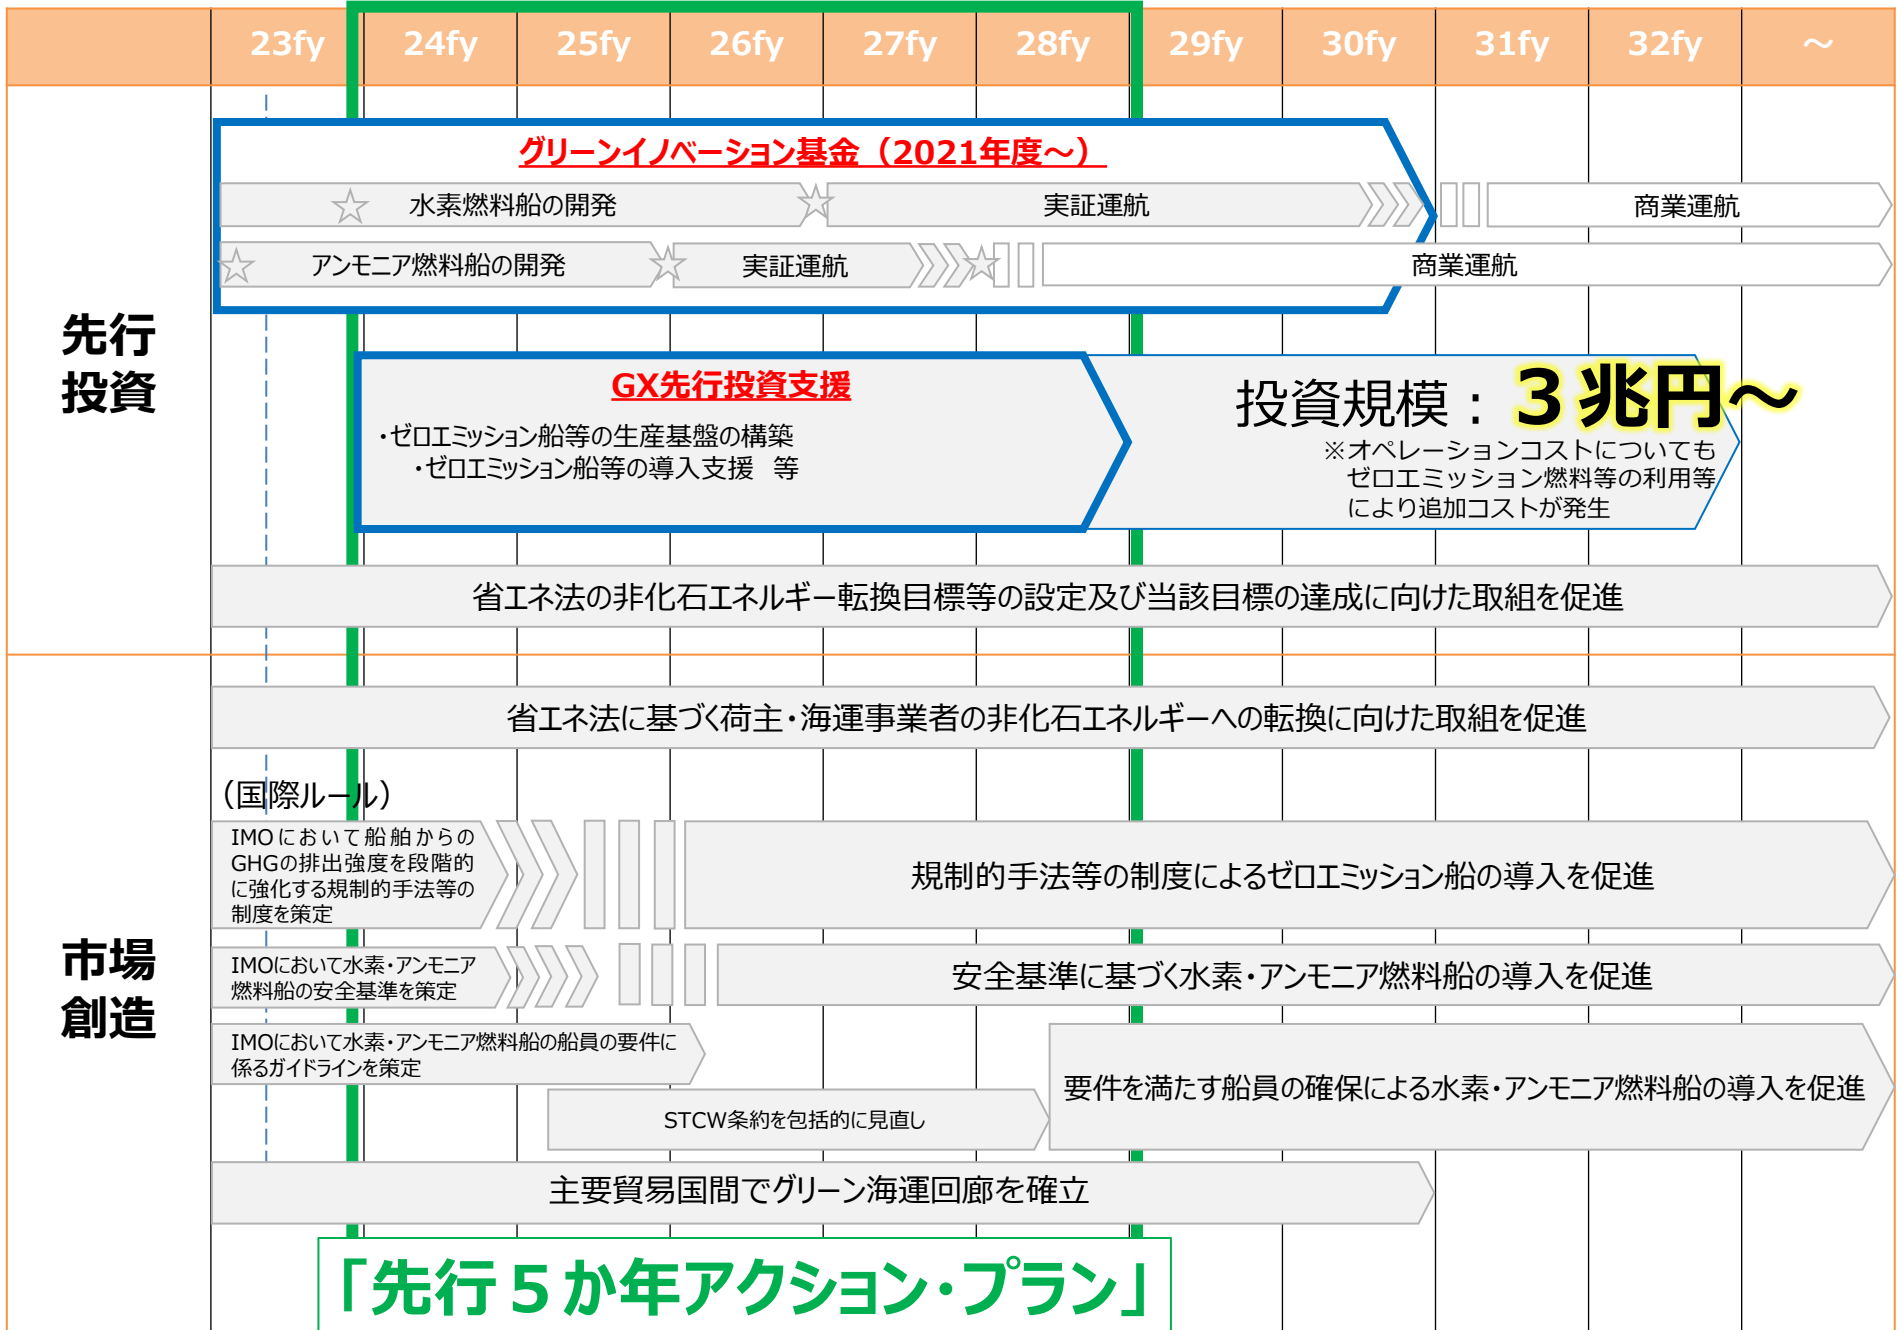 23fy 24fy 25fy 26fy 27fy 28fy 29fy 30fy 31fy 32fy ～
先行
投資
グリーンイノベーション基金（2021年度～）
水素燃料船の開発 実証運航 商業運航
アンモニア燃料船の開発 実証運航 商業運航
GX先行投資支援
・ゼロエミッション船等の生産基盤の構築
・ゼロエミッション船等の導入支援 等
投資規模：３兆円～
※オペレーションコストについても
ゼロエミッション燃料等の利用等
により追加コストが発生
省エネ法の非化石エネルギー転換目標等の設定及び当該目標の達成に向けた取組を促進
市場
創造
省エネ法に基づく荷主・海運事業者の非化石エネルギーへの転換に向けた取組を促進
（国際ルール）
IMOにおいて船舶からの
GHGの排出強度を段階的
に強化する規制的手法等の
制度を策定
規制的手法等の制度によるゼロエミッション船の導入を促進
IMOにおいて水素・アンモニア
燃料船の安全基準を策定
安全基準に基づく水素・アンモニア燃料船の導入を促進
IMOにおいて水素・アンモニア燃料船の船員の要件に
係るガイドラインを策定
STCW条約を包括的に見直し
要件を満たす船員の確保による水素・アンモニア燃料船の導入を促進
主要貿易国間でグリーン海運回廊を確立
「先行５か年アクション・プラン」